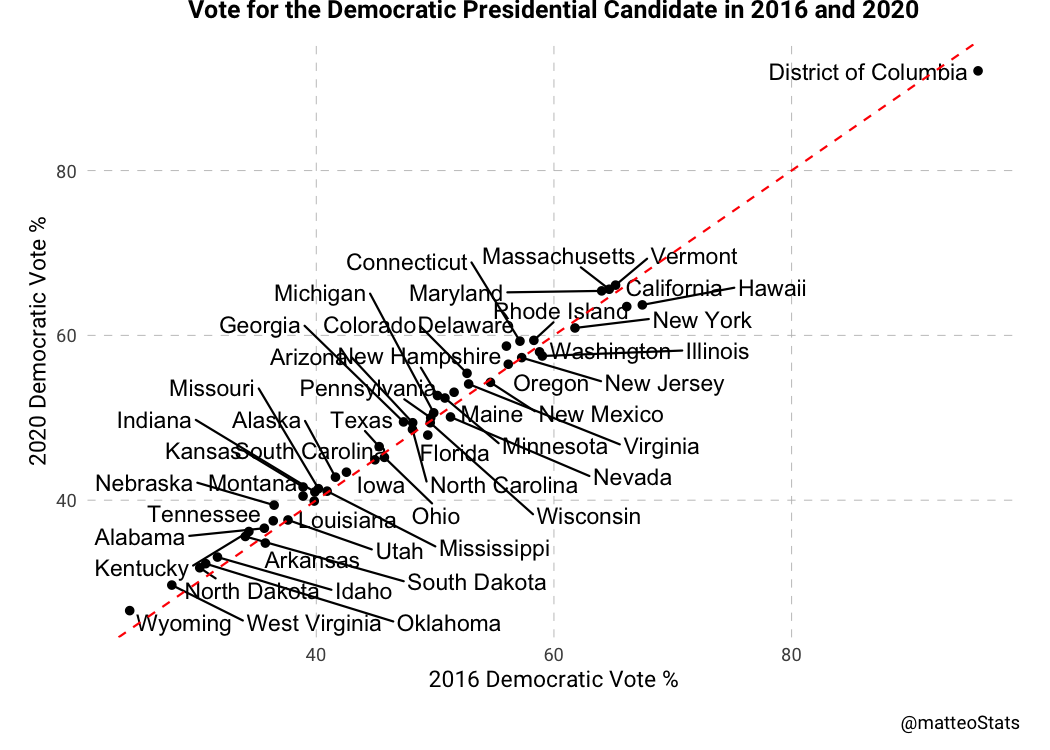 Vote for the Democratic Presidential Candidate in 2016 and 2020
District of Columbia
80
Massachusetts Vermont
Connecticut
California Hawaii
Michigan Maryland
Rhode Island
New York
Georgia Colorado Delaware
60
Arizona New Hampshire Washington Illinois
Missouri Pennsylvania Oregon New Jersey
Indiana Alaska Texas Maine New Mexico
Kansas South Carolina Florida Minnesota Virginia
Nebraska Montana Iowa North Carolina Nevada
40
Tennessee Louisiana Ohio Wisconsin
Alabama Utah Mississippi
Kentucky Arkansas South Dakota
North Dakota Idaho
Wyoming West Virginia Oklahoma
2020 Democratic Vote %
40 60 80
2016 Democratic Vote %
@matteoStats